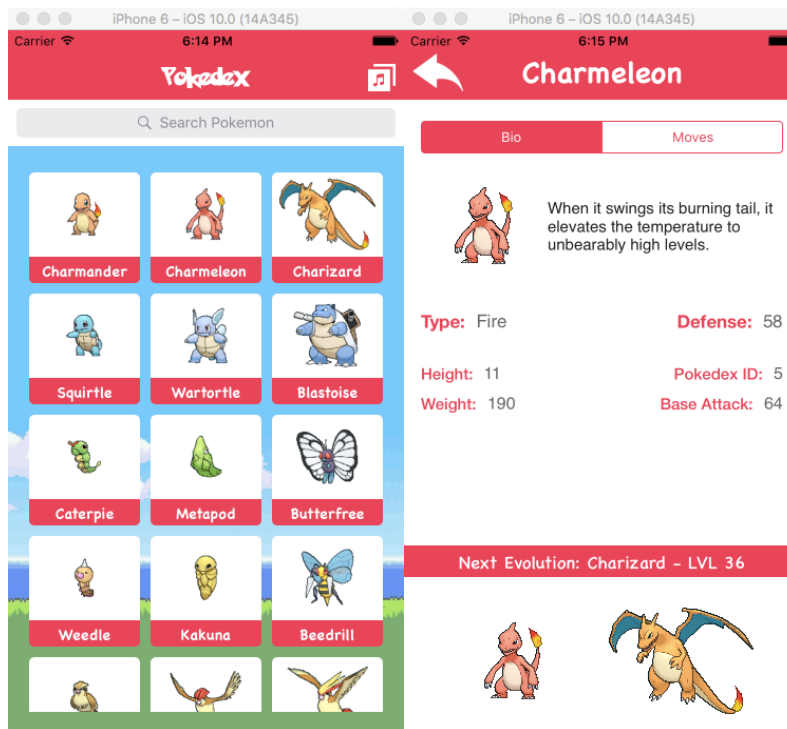 iPhone 6 – iOS 10.0 (14A345)
Carrier 6:14 PM
Pokedex
Search Pokemon
Charmander Charmeleon Charizard
Squirtle Wartortle Blastoise
Caterpie Metapod Butterfree
Weedle Kakuna Beedrill
iPhone 6 – iOS 10.0 (14A345)
Carrier 6:15 PM
Charmeleon
Bio Moves
When it swings its burning tail, it
elevates the temperature to
unbearably high levels.
Type: Fire Defense: 58
Height: 11 Pokedex ID: 5
Weight: 190 Base Attack: 64
Next Evolution: Charizard - LVL 36